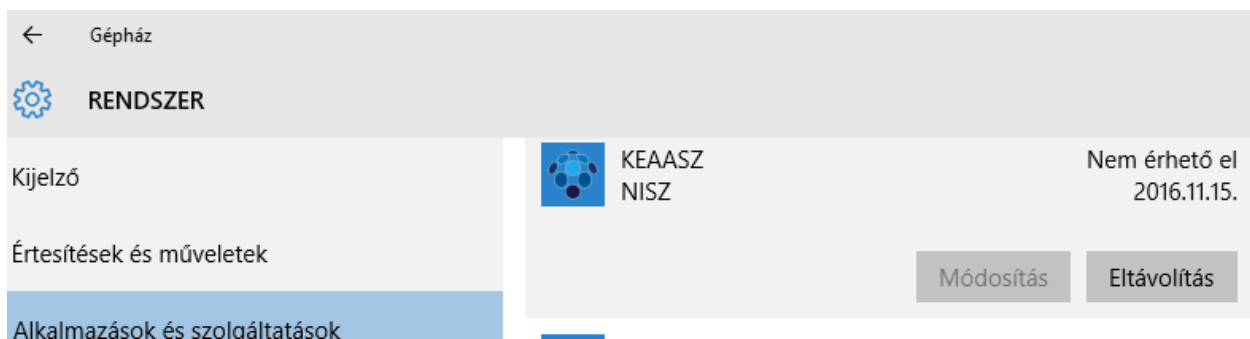 Gépház
RENDSZER
Kijelző
Értesítések és műveletek
Alkalmazások és szolgáltatások
KEAASZ
Nem érhető el
NISZ
2016.11.15.
Módosítás
Eltávolítás